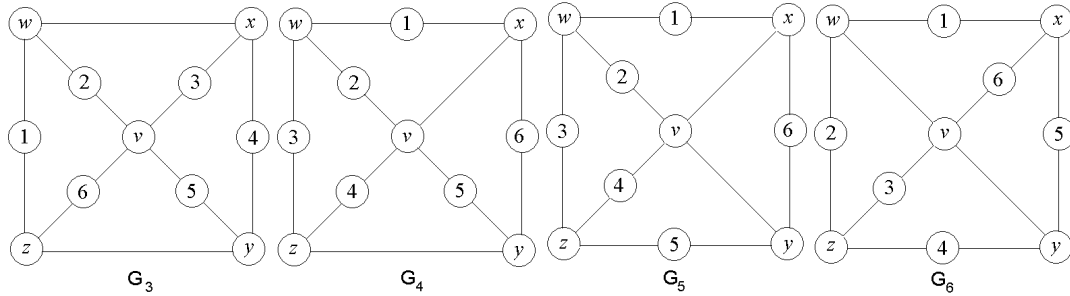 w x w 1 x w 1 x w 1 x
2 3 2 2 6
1 v 4 3 v 6 3 v 6 2 v 5
6 5 4 5 4 3
z y z y z 5 y z 4 y
G3 G4 G5 G6